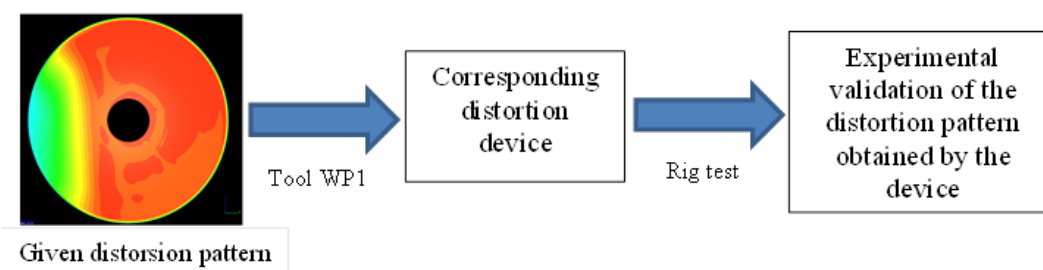 Given distorsion pattern
Tool WP1
Corresponding
distortion
device
Rig test
Experimental
validation of the
distortion pattern
obtained by the
device